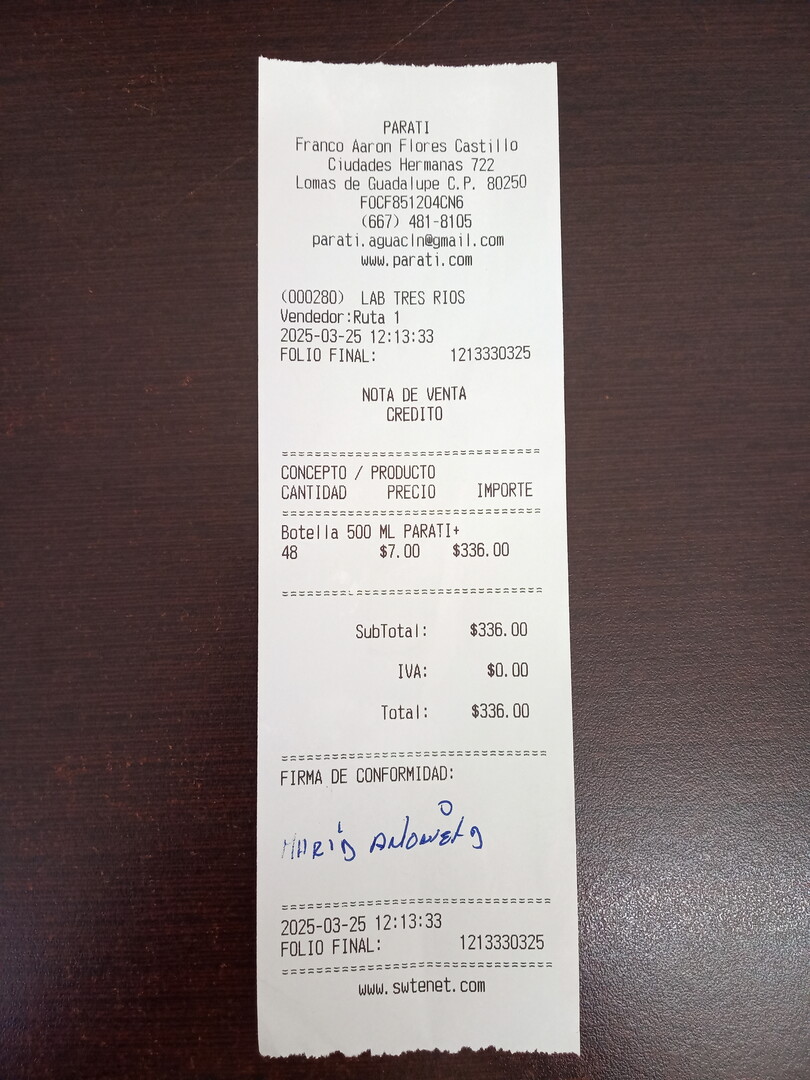 PARATI
Franco Aaron Flores Castillo
Ciudades Hermanas 722
Lomas de Guadalupe C.P. 80250
FOCF851204CN6
(667) 481-8105
parati.aguacln@gmail.com
www.parati.com
(000280) LAB TRES RIOS
Vendedor:Ruta 1
2025-03-25 12:13:33
FOLIO FINAL: 1213330325
NOTA DE VENTA
CREDITO
==============================
CONCEPTO / PRODUCTO
CANTIDAD PRECIO IMPORTE
==============================
Botella 500 ML PARATI+
48 $7.00 $336.00
==============================
SubTotal: $336.00
IVA: $0.00
Total: $336.00
==============================
FIRMA DE CONFORMIDAD:
María
==============================
2025-03-25 12:13:33
FOLIO FINAL: 1213330325
==============================
www.swtenet.com